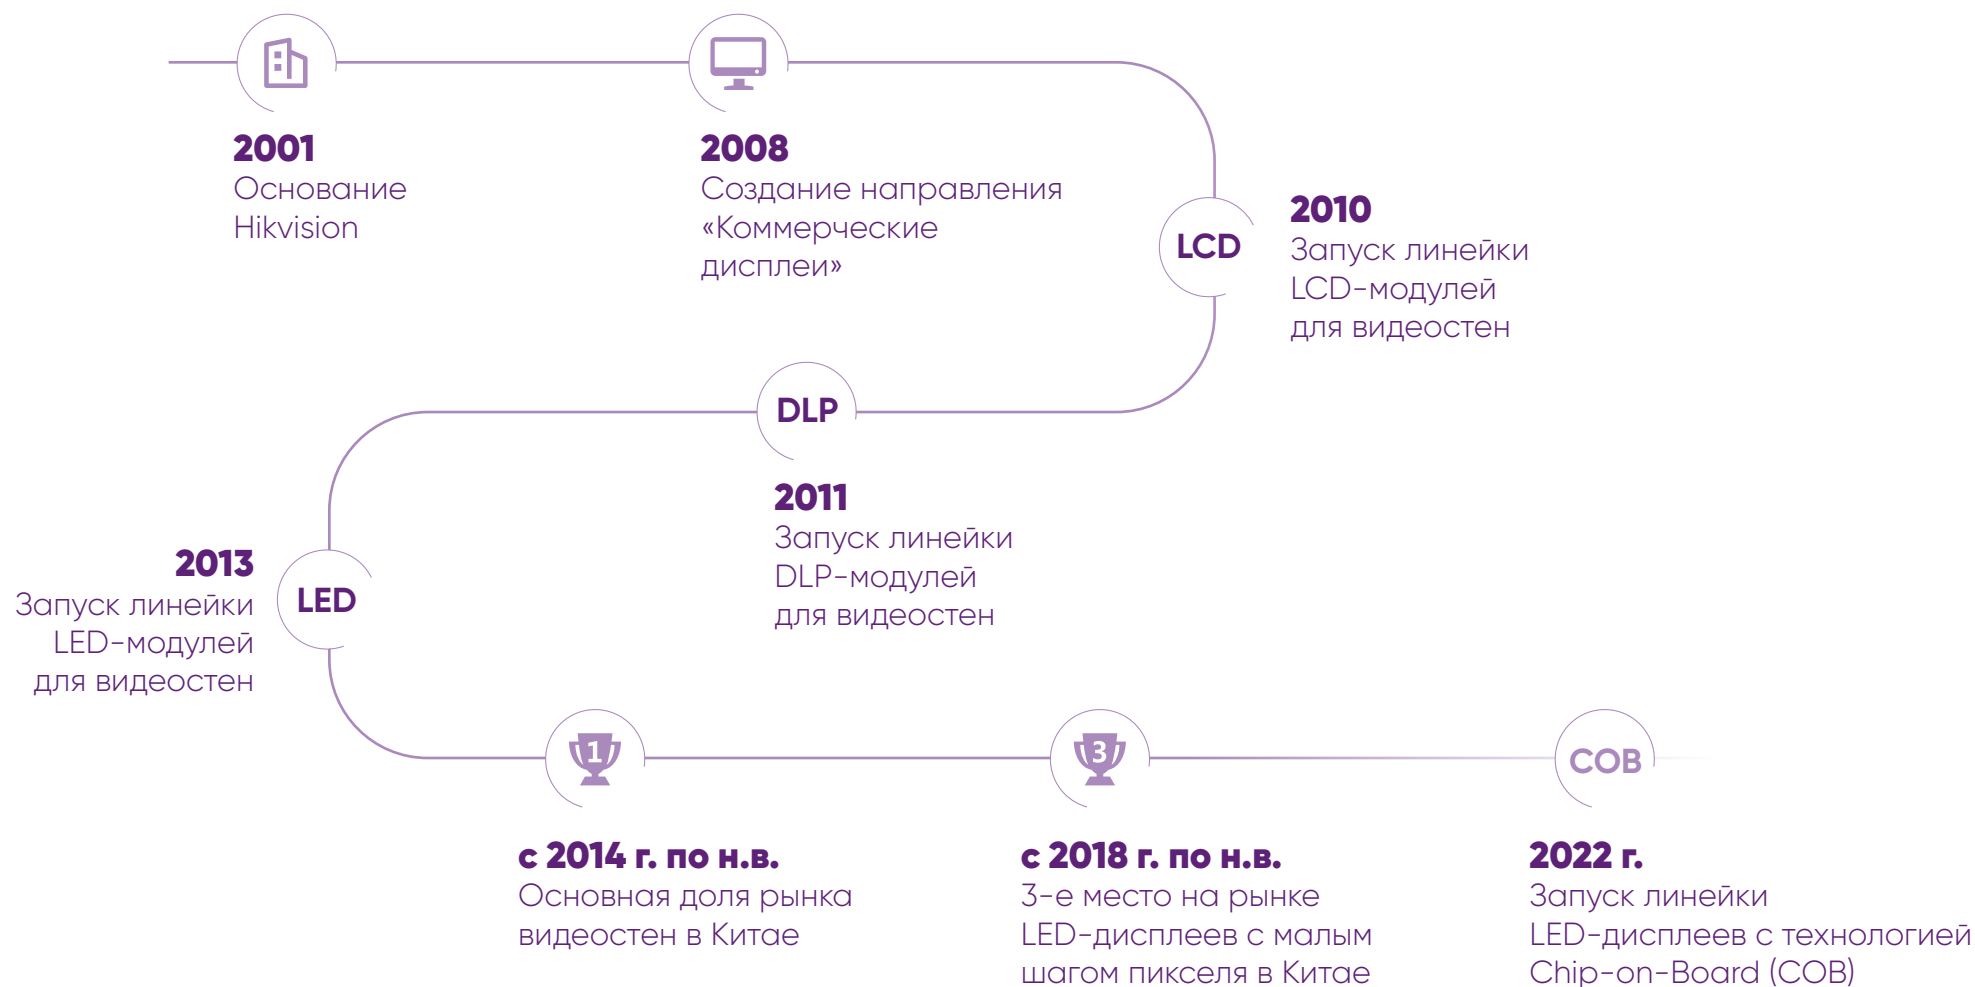 2001
Основание
Hikvision
2008
Создание направления
«Коммерческие
дисплеи»
LCD
2010
Запуск линейки
LCD-модулей
для видеостен
DLP
2011
Запуск линейки
DLP-модулей
для видеостен
LED
2013
Запуск линейки
LED-модулей
для видеостен
1
с 2014 г. по н.в.
Основная доля рынка
видеостен в Китае
3
с 2018 г. по н.в.
3-е место на рынке
LED-дисплеев с малым
шагом пикселя в Китае
COB
2022 г.
Запуск линейки
LED-дисплеев с технологией
Chip-on-Board (COB)